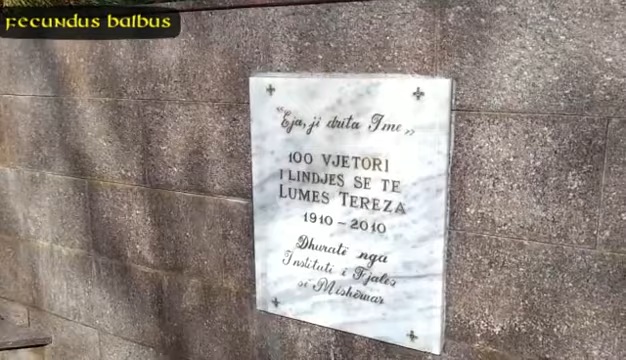 fecundus balbus
"Eja, ji drita Ime„
100 VJETORI
I LINDJES SE TE
LUMES TEREZA
1910 - 2010
Dhuratë nga
Instituti i Fjalës
së Mishëruar